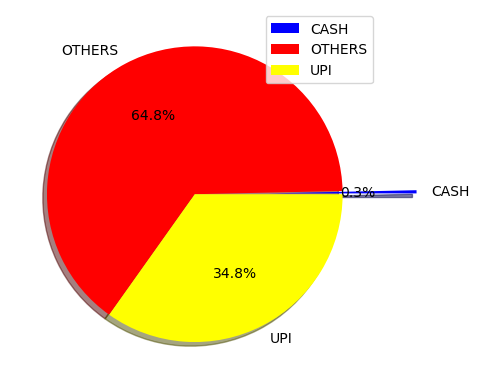 CASH
OTHERS
UPI
OTHERS
64.8%
0.3%
CASH
34.8%
UPI